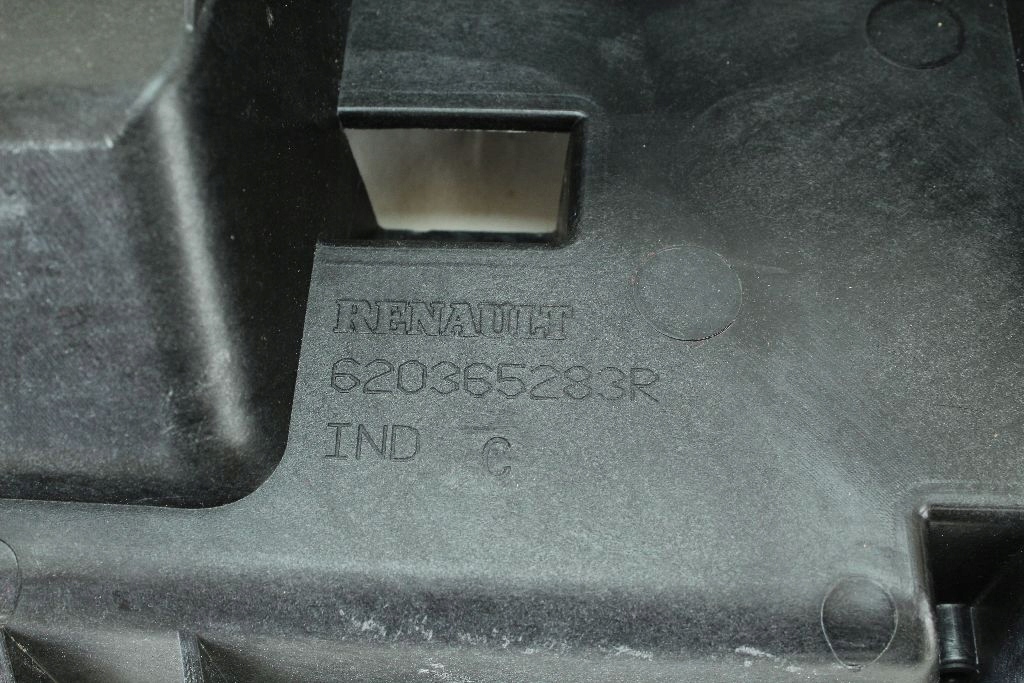 RENAULT
620365283R
IND C